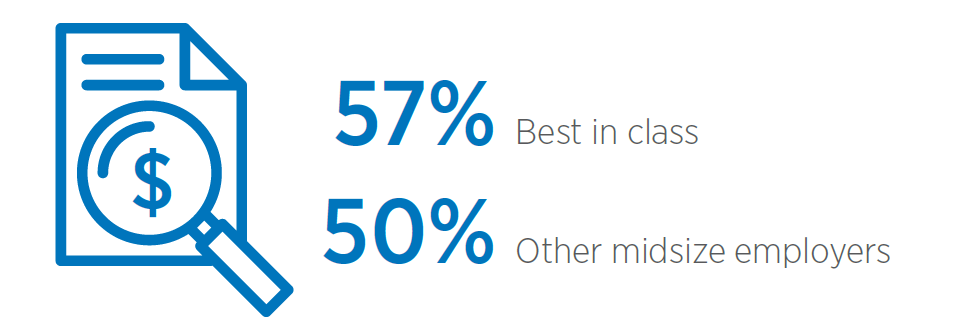 $
57% Best in class
50% Other midsize employers